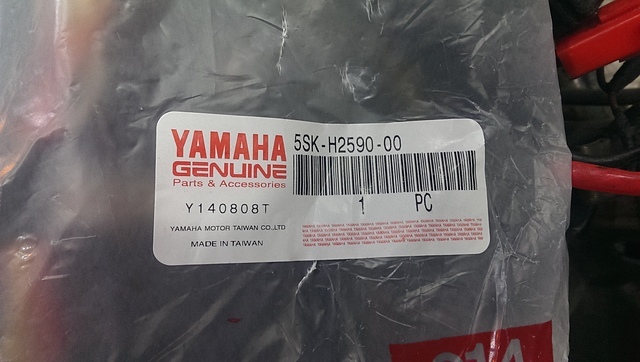 YAMAHA
GENUINE
Parts & Accessories
5SK-H2590-00
1 PC
Y140808T
YAMAHA MOTOR TAIWAN CO.,LTD
MADE IN TAIWAN